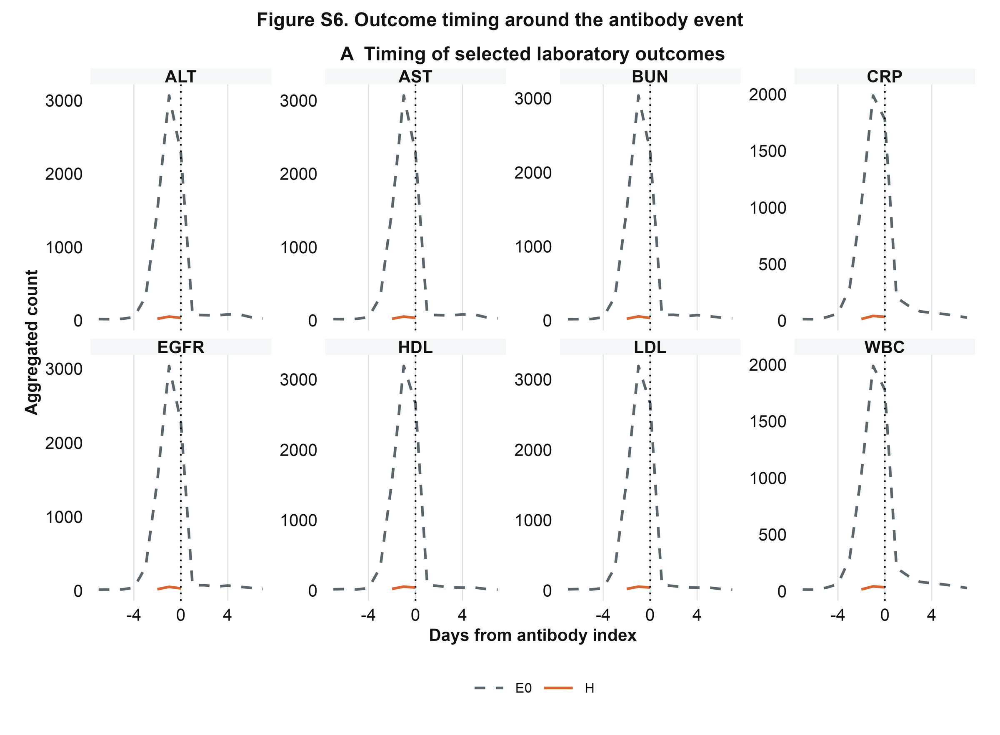 Figure S6. Outcome timing around the antibody event
A Timing of selected laboratory outcomes
ALT AST BUN CRP
3000 3000 3000 2000
2000 2000 2000 1500
1000 1000 1000 1000
500
0 0 0 0
Aggregated count
EGFR HDL LDL WBC
3000 3000 3000 2000
2000 2000 2000 1500
1000 1000 1000 1000
500
0 0 0 0
-4 0 4 -4 0 4 -4 0 4 -4 0 4
Days from antibody index
E0 H